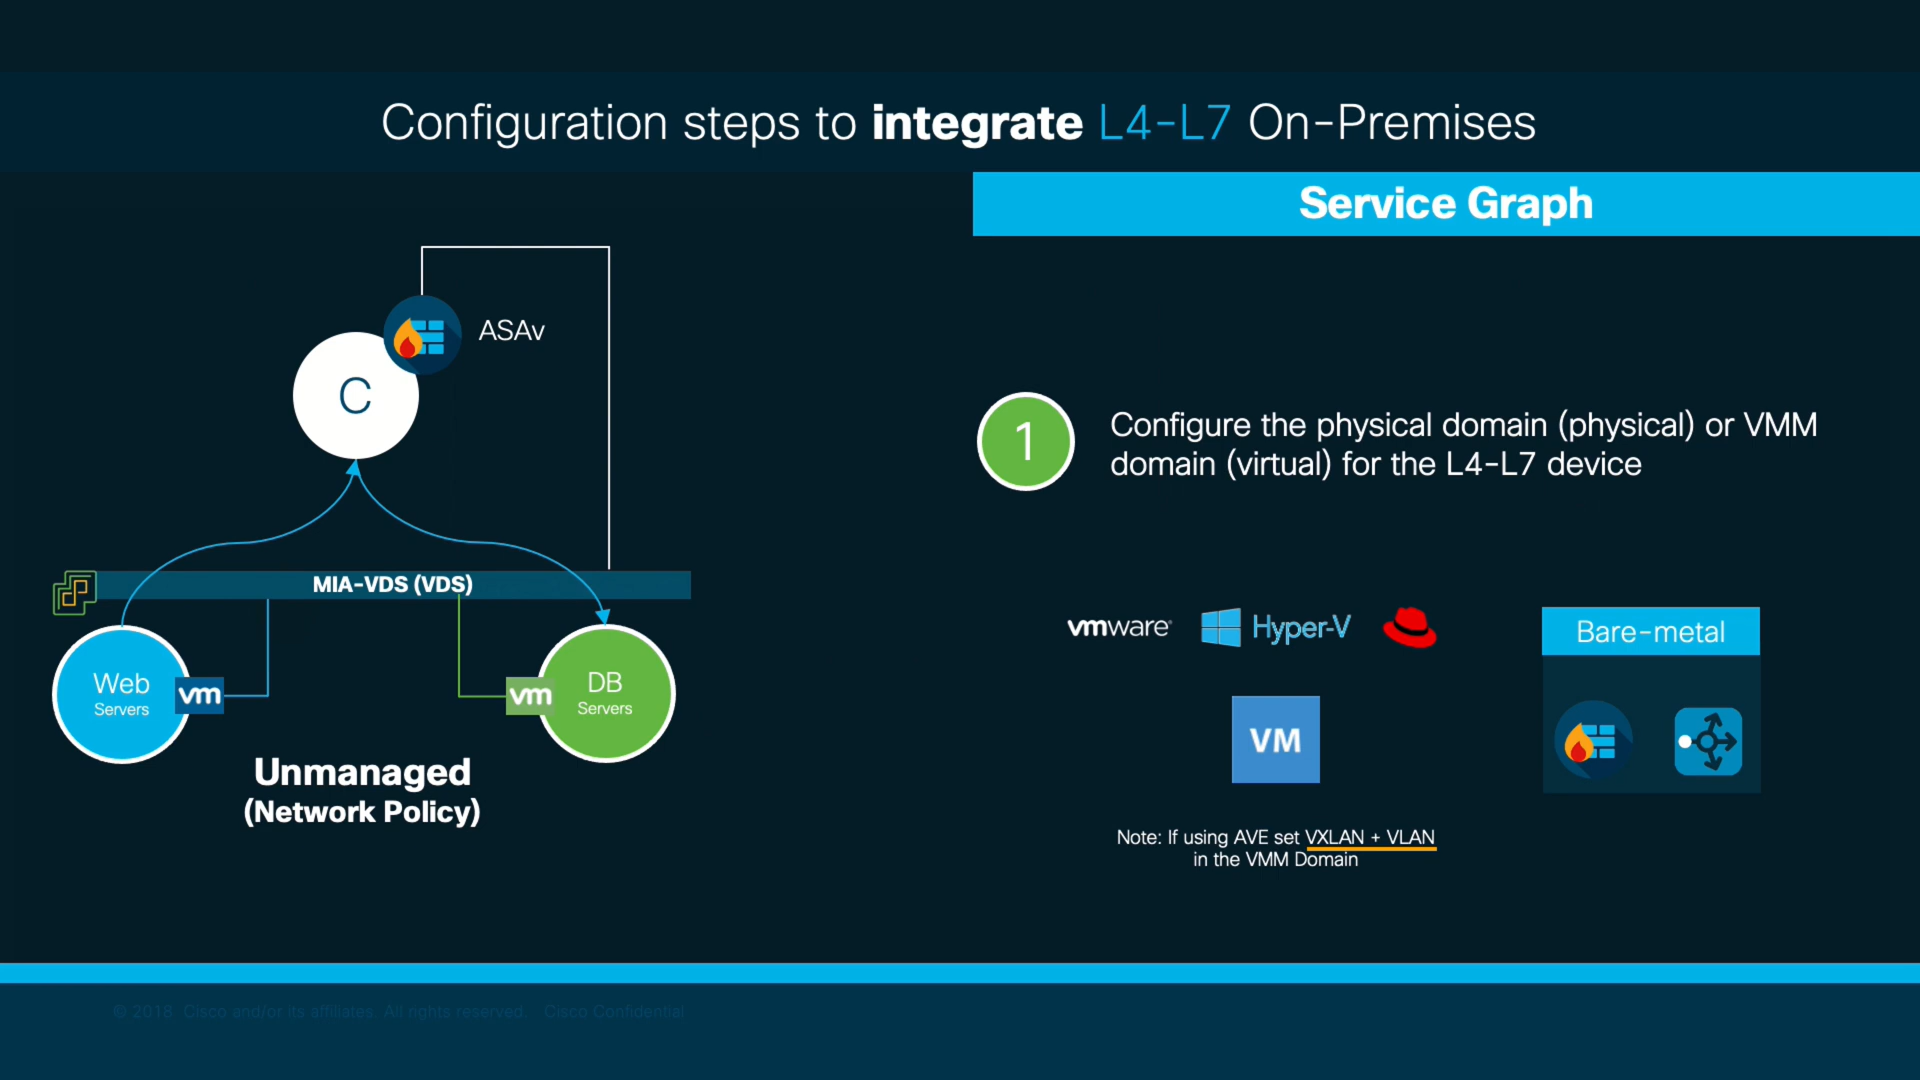 Configuration steps to integrate L4-L7 On-Premises
Service Graph
ASAv
C
MIA-VDS (VDS)
Web
Servers
vm
vm
DB
Servers
Unmanaged
(Network Policy)
1
Configure the physical domain (physical) or VMM
domain (virtual) for the L4-L7 device
vmware
Hyper-V
Bare-metal
VM
Note: If using AVE set VXLAN + VLAN
in the VMM Domain
© 2018 Cisco and/or its affiliates. All rights reserved. Cisco Confidential